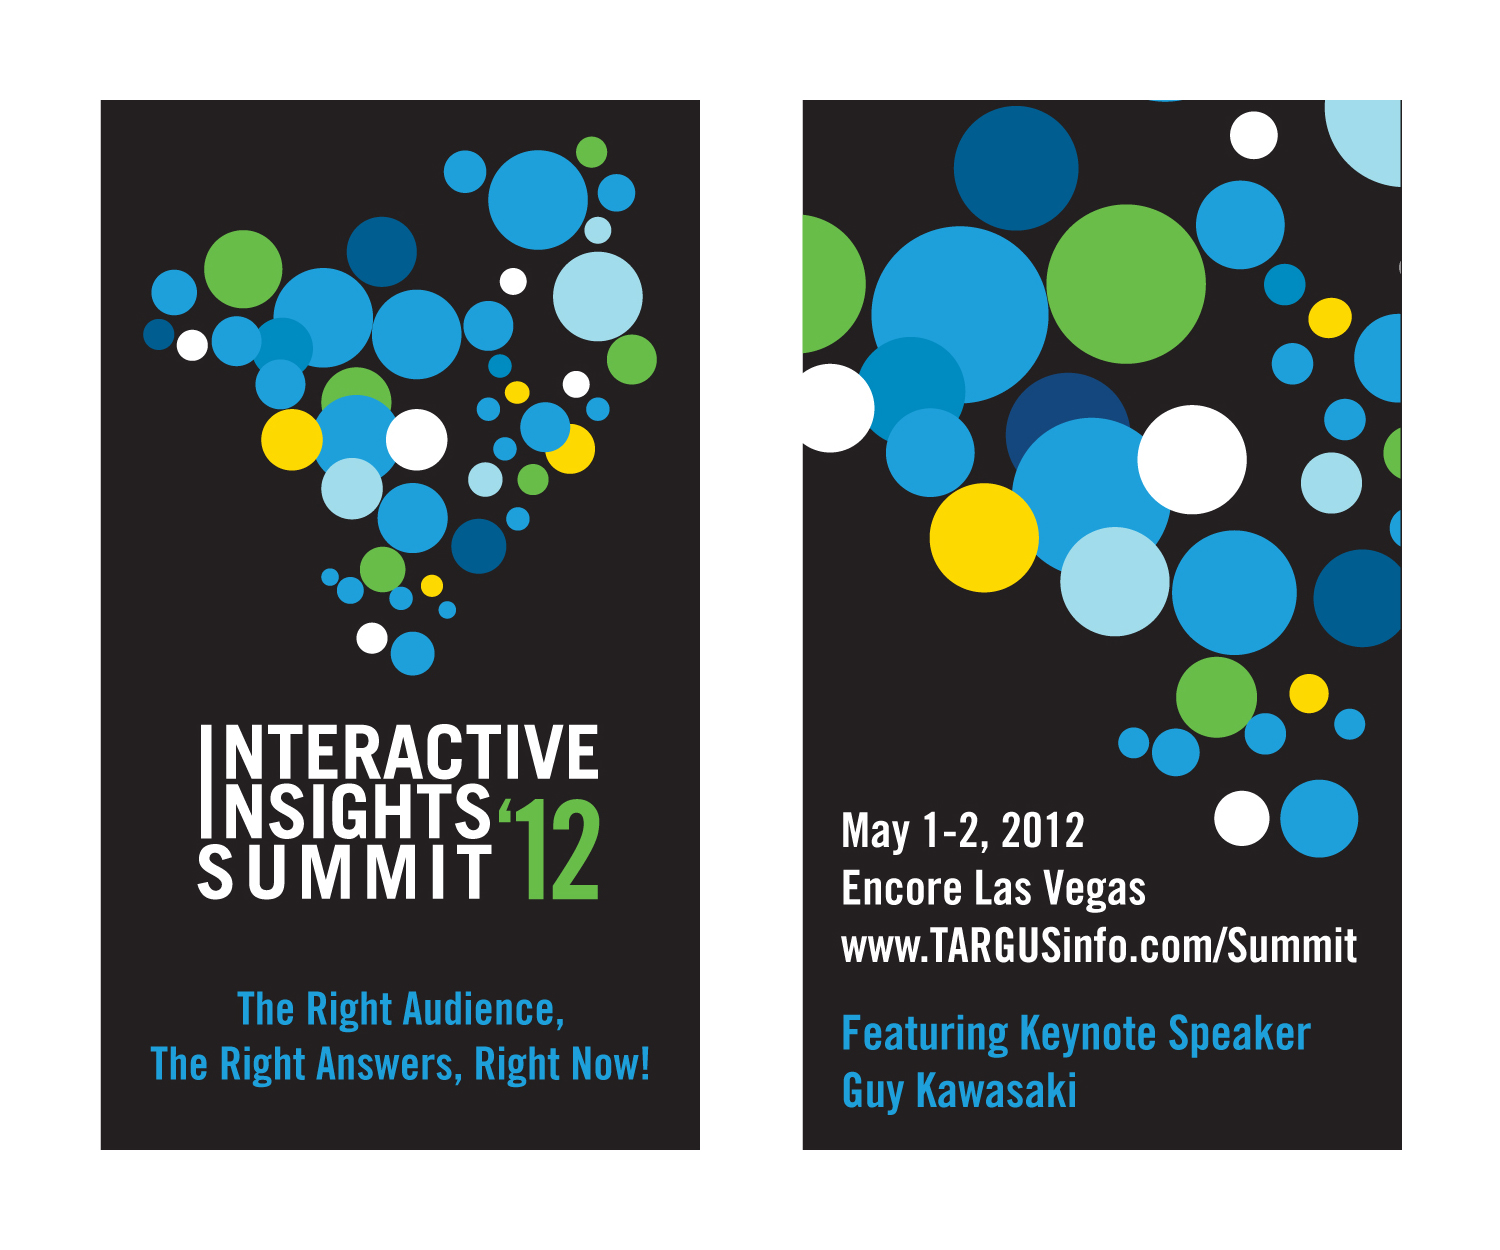 INTERACTIVE
INSIGHTS
SUMMIT '12
The Right Audience,
The Right Answers, Right Now!
May 1-2, 2012
Encore Las Vegas
www.TARGUSinfo.com/Summit
Featuring Keynote Speaker
Guy Kawasaki